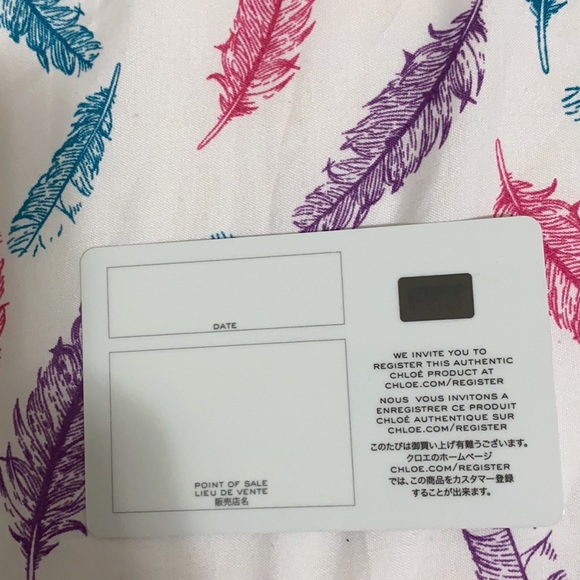 DATE
POINT OF SALE
LIEU DE VENTE
販売店名
WE INVITE YOU TO
REGISTER THIS AUTHENTIC
CHLOÉ PRODUCT AT
CHLOE.COM/REGISTER
NOUS VOUS INVITONS A
ENREGISTRER CE PRODUIT
CHLOÉ AUTHENTIQUE SUR
CHLOE.COM/REGISTER
このたびは御買い上げ有難うございます。
クロエのホームページ
CHLOE.COM/REGISTER
では、この商品をカスタマー登録
することが出来ます。